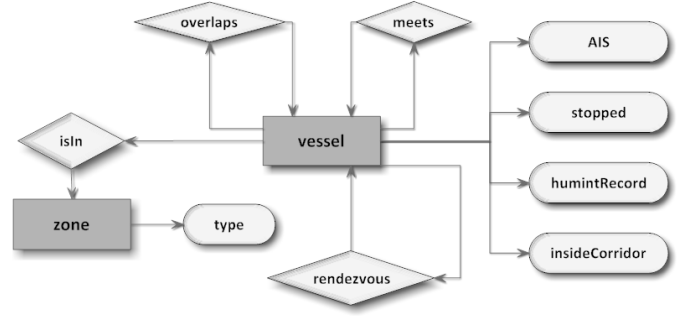 overlaps
meets
AIS
stopped
isIn
vessel
humintRecord
zone
type
insideCorridor
rendezvous